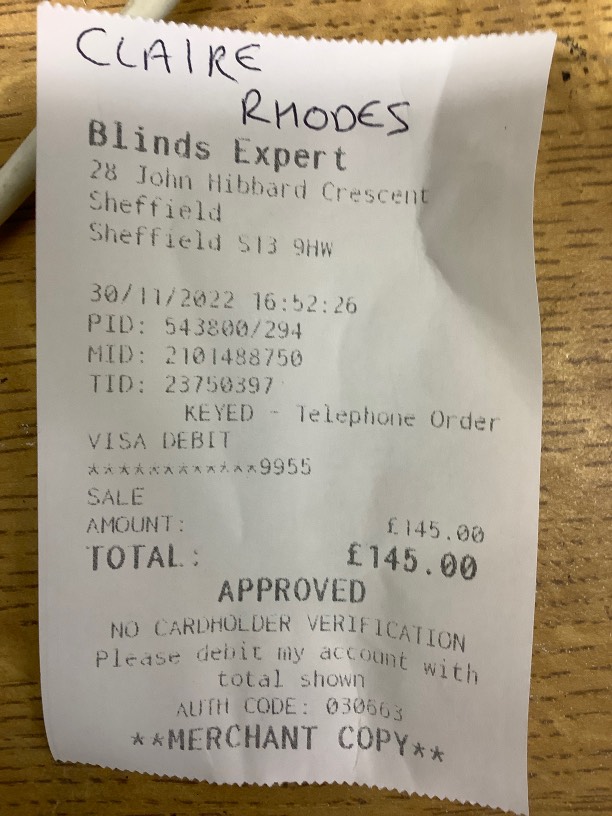 CLAIRE
RHODES
Blinds Expert
28 John Hibbard Crescent
Sheffield
Sheffield S13 9HW
30/11/2022 16:52:26
PID: 543800/294
MID: 2101488750
TID: 23750397
KEYED - Telephone Order
VISA DEBIT
************9955
SALE
AMOUNT: £145.00
TOTAL: £145.00
APPROVED
NO CARDHOLDER VERIFICATION
Please debit my account with
total shown
AUTH CODE: 030663
**MERCHANT COPY**